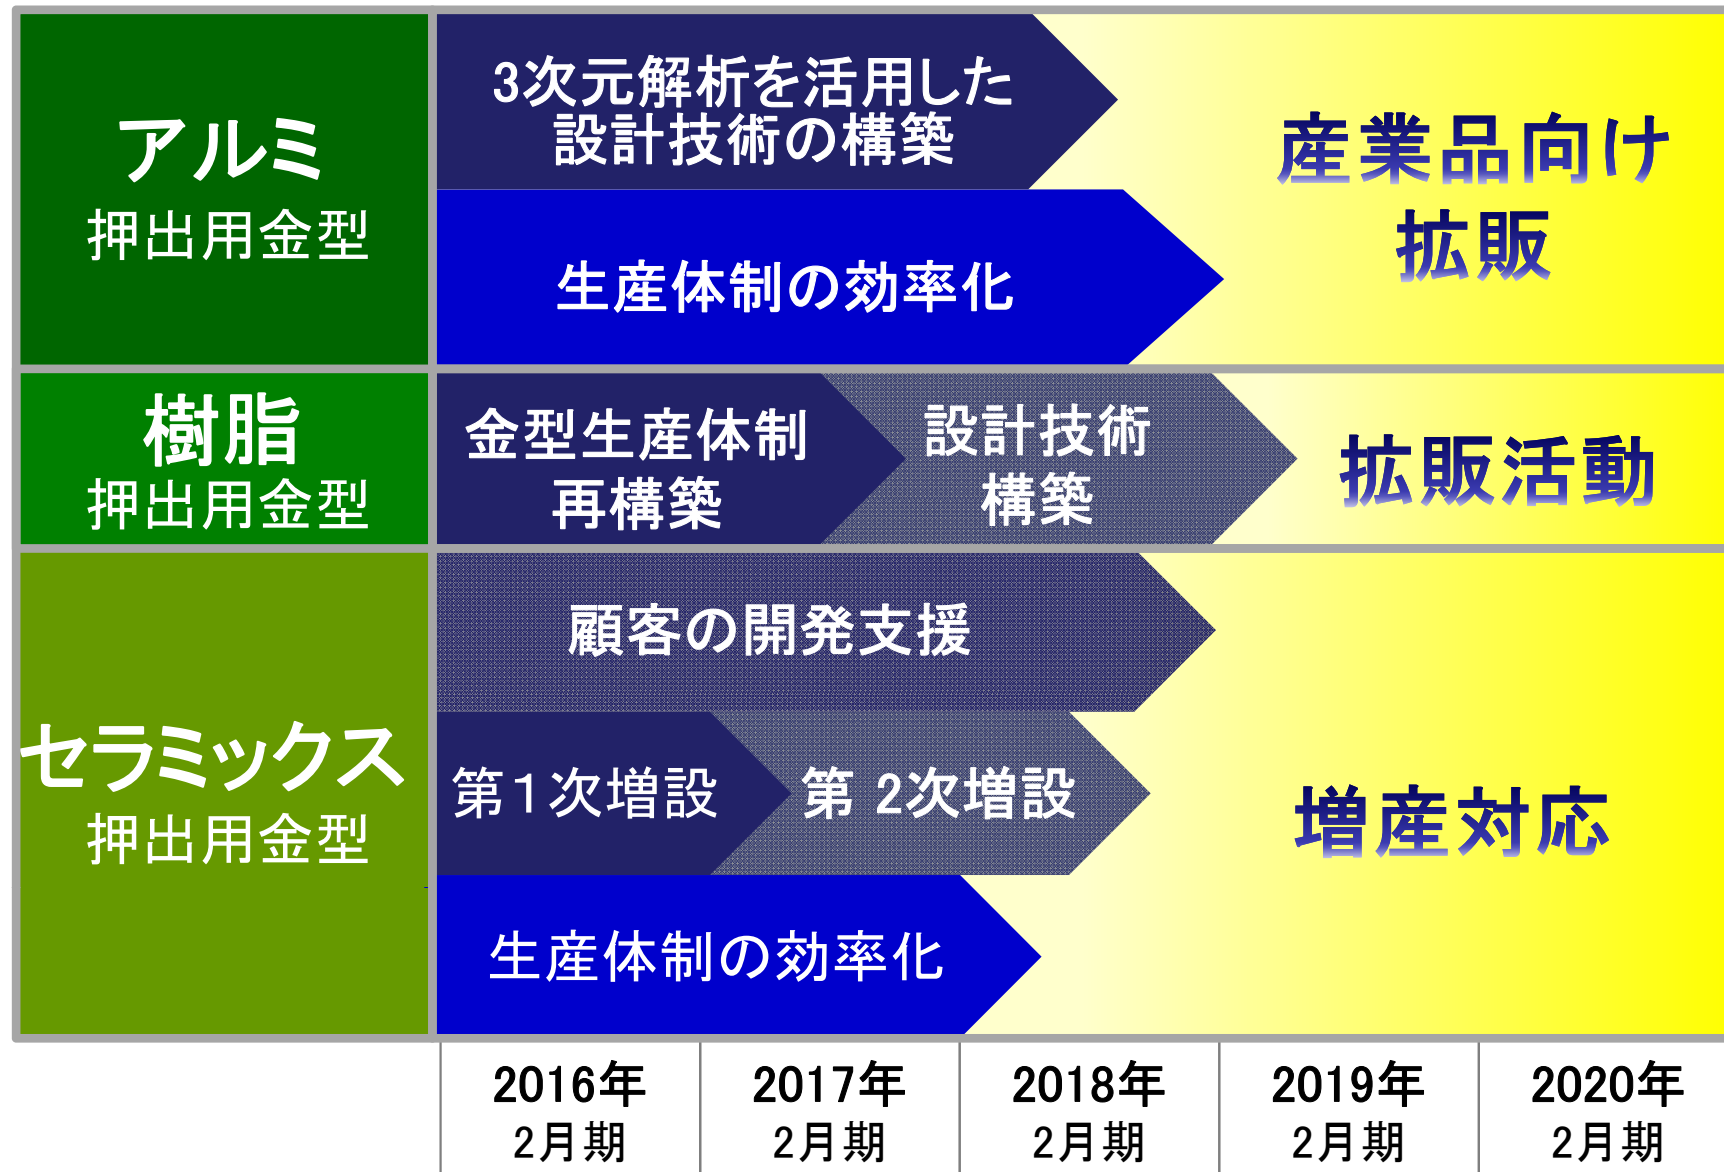 アルミ
押出用金型
3次元解析を活用した
設計技術の構築
生産体制の効率化
産業品向け
拡販
樹脂
押出用金型
金型生産体制
再構築
設計技術
構築
拡販活動
セラミックス
押出用金型
顧客の開発支援
第１次増設
第 2次増設
生産体制の効率化
増産対応
2016年
2月期
2017年
2月期
2018年
2月期
2019年
2月期
2020年
2月期